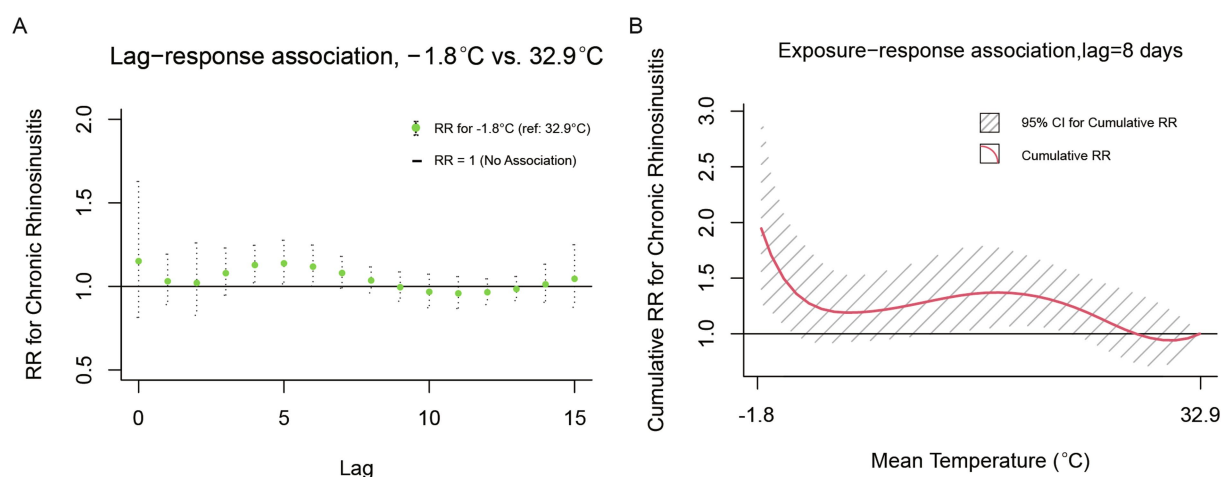 A
Lag−response association, −1.8°C vs. 32.9°C
RR for Chronic Rhinosinusitis
2.0
1.5
1.0
0.5
RR for -1.8°C (ref: 32.9°C)
RR = 1 (No Association)
0
5
10
15
Lag
B
Exposure−response association,lag=8 days
Cumulative RR for Chronic Rhinosinusitis
3.0
2.5
2.0
1.5
1.0
95% CI for Cumulative RR
Cumulative RR
-1.8
32.9
Mean Temperature (°C)